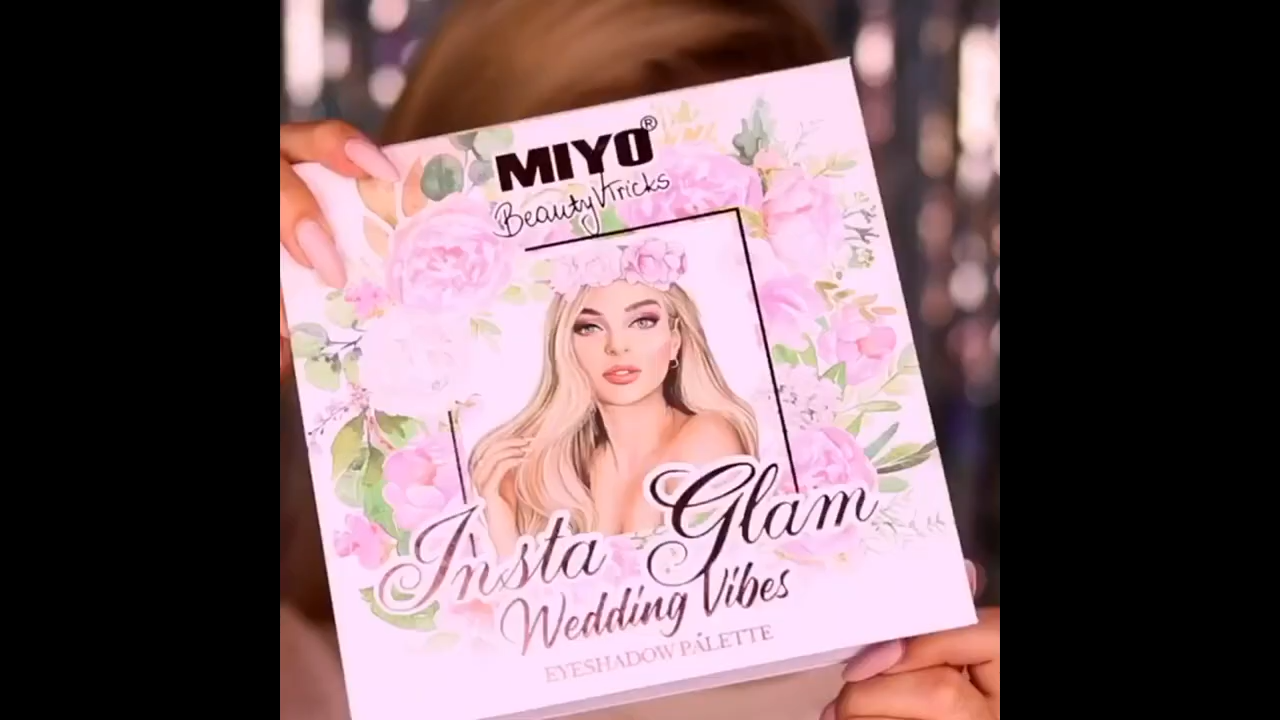 MIYO®
BeautyVTricks
Insta Glam
Wedding Vibes
EYESHADOW PALETTE